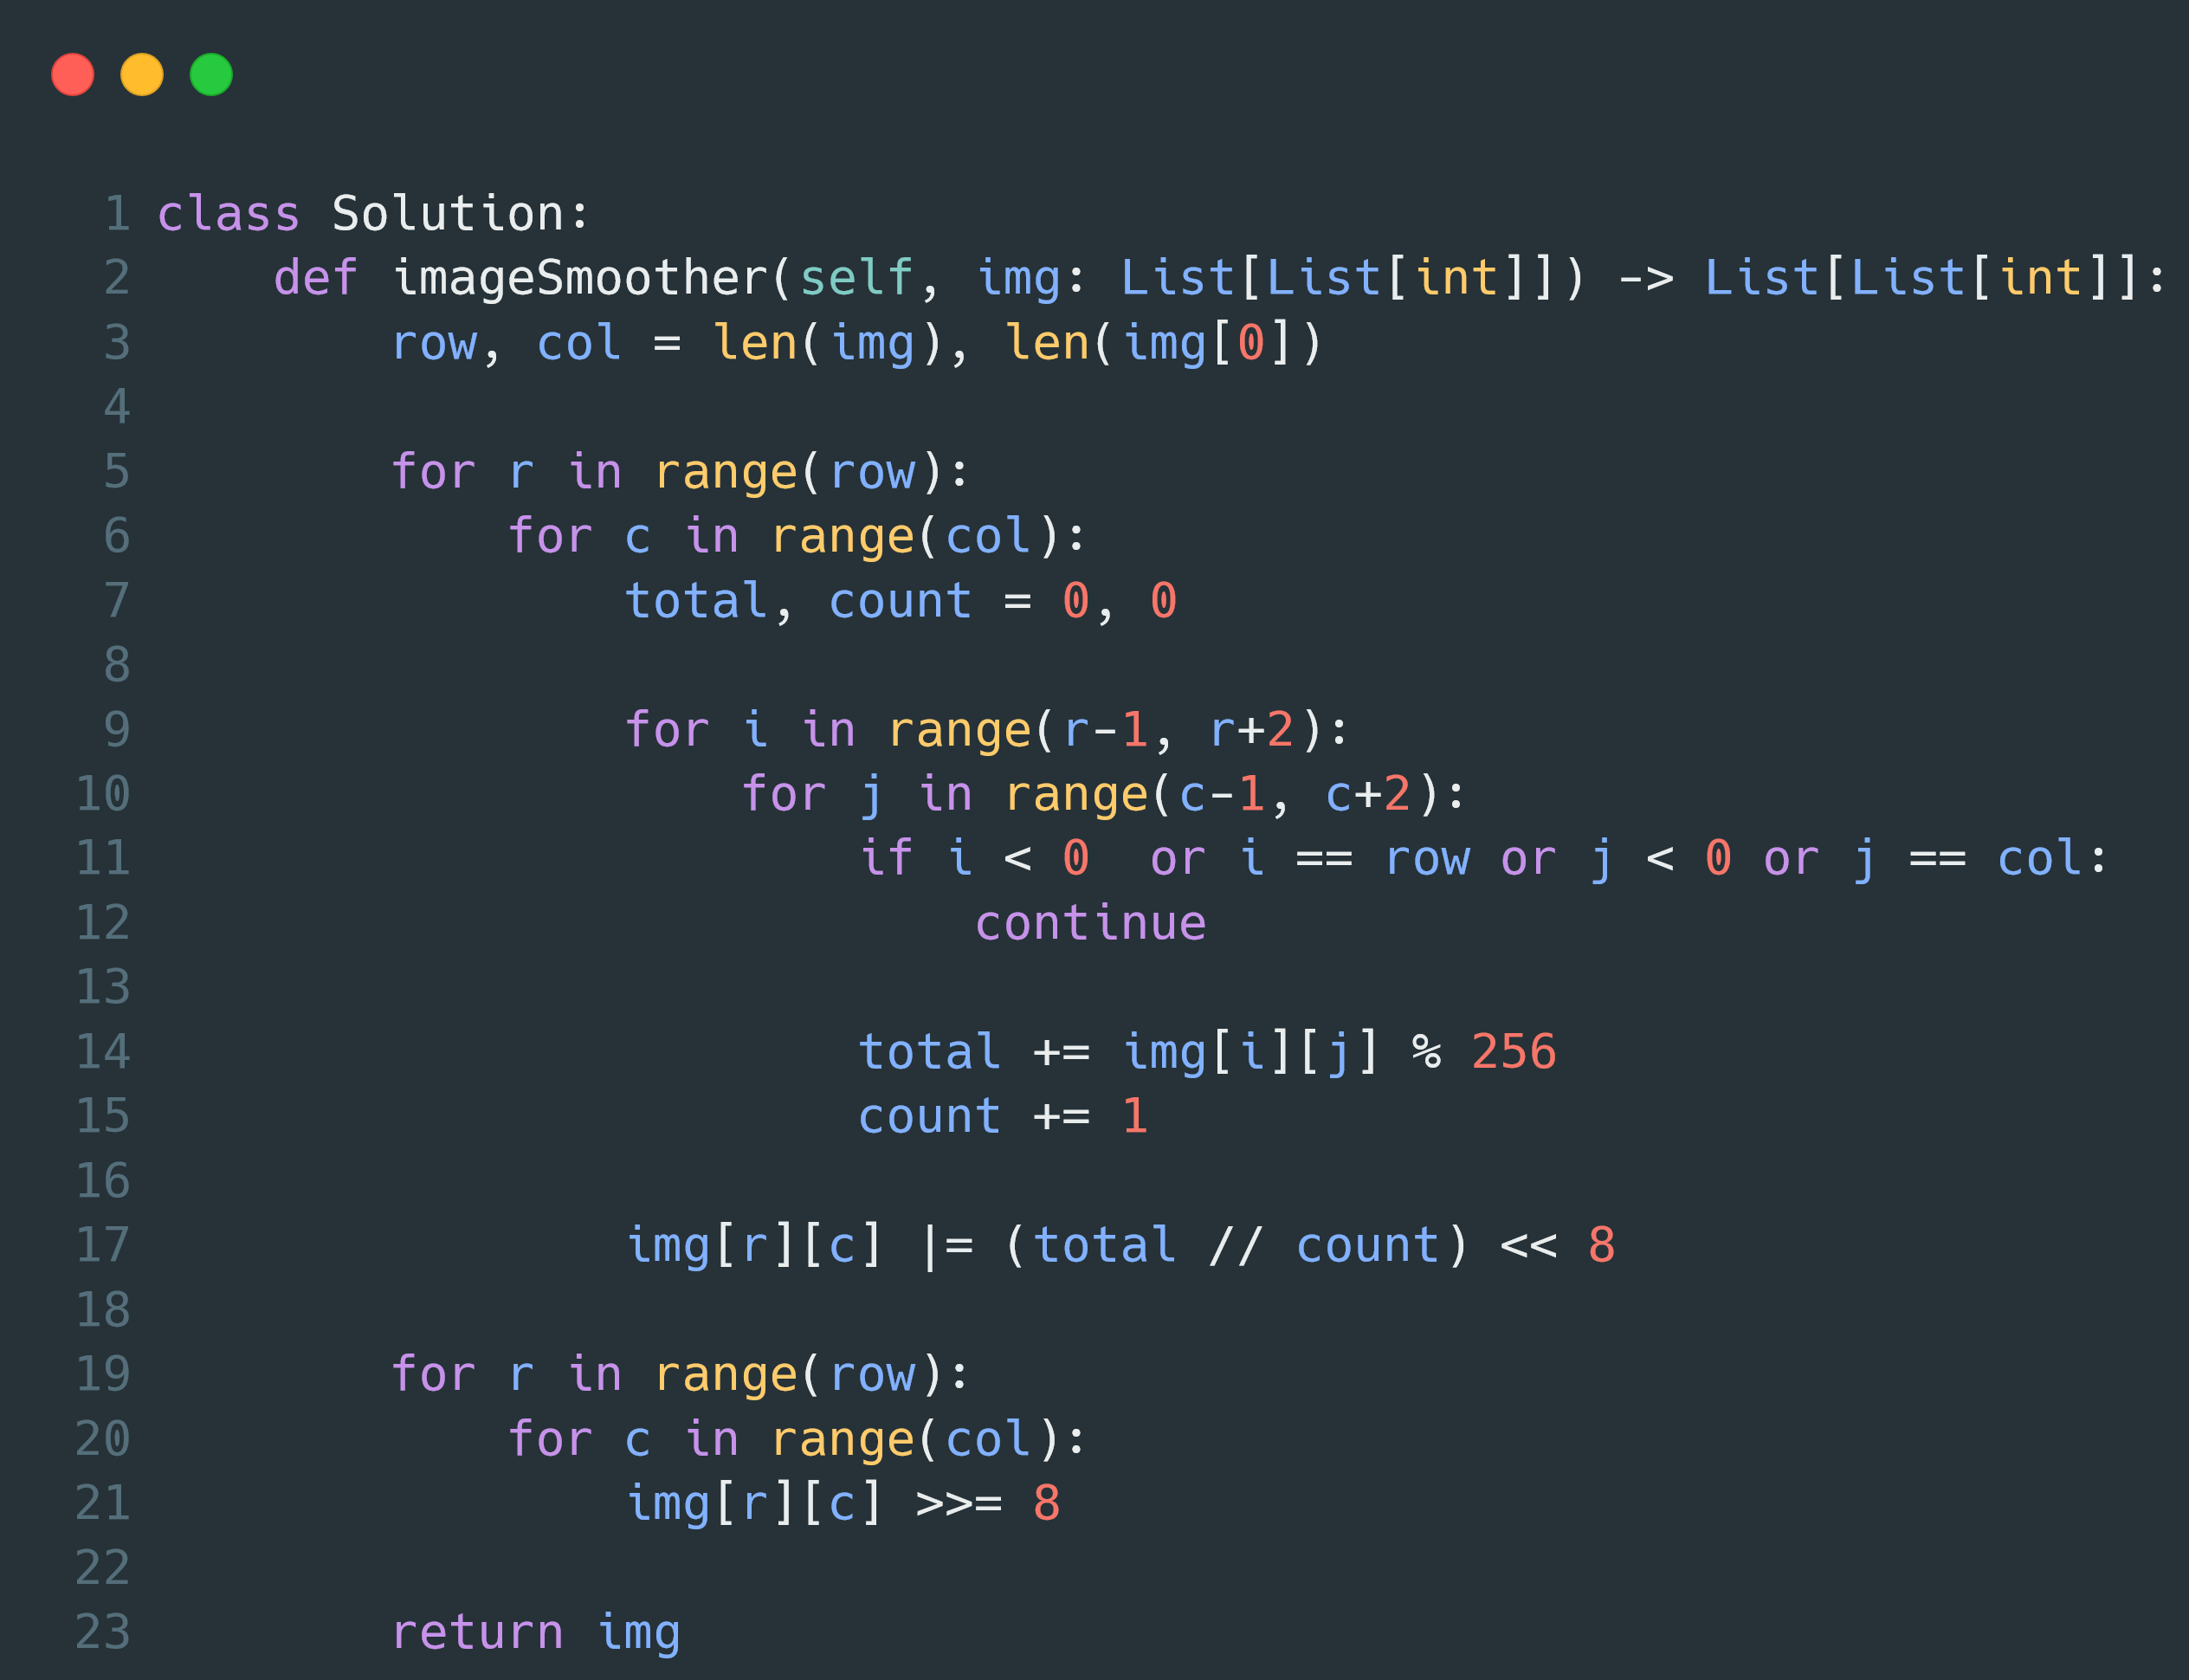 1 class Solution:
2     def imageSmoother(self, img: List[List[int]]) -> List[List[int]]:
3         row, col = len(img), len(img[0])
4
5         for r in range(row):
6             for c in range(col):
7                 total, count = 0, 0
8
9                 for i in range(r-1, r+2):
10                     for j in range(c-1, c+2):
11                         if i < 0  or i == row or j < 0 or j == col:
12                             continue
13
14                         total += img[i][j] % 256
15                         count += 1
16
17                 img[r][c] |= (total // count) << 8
18
19         for r in range(row):
20             for c in range(col):
21                 img[r][c] >>= 8
22
23         return img